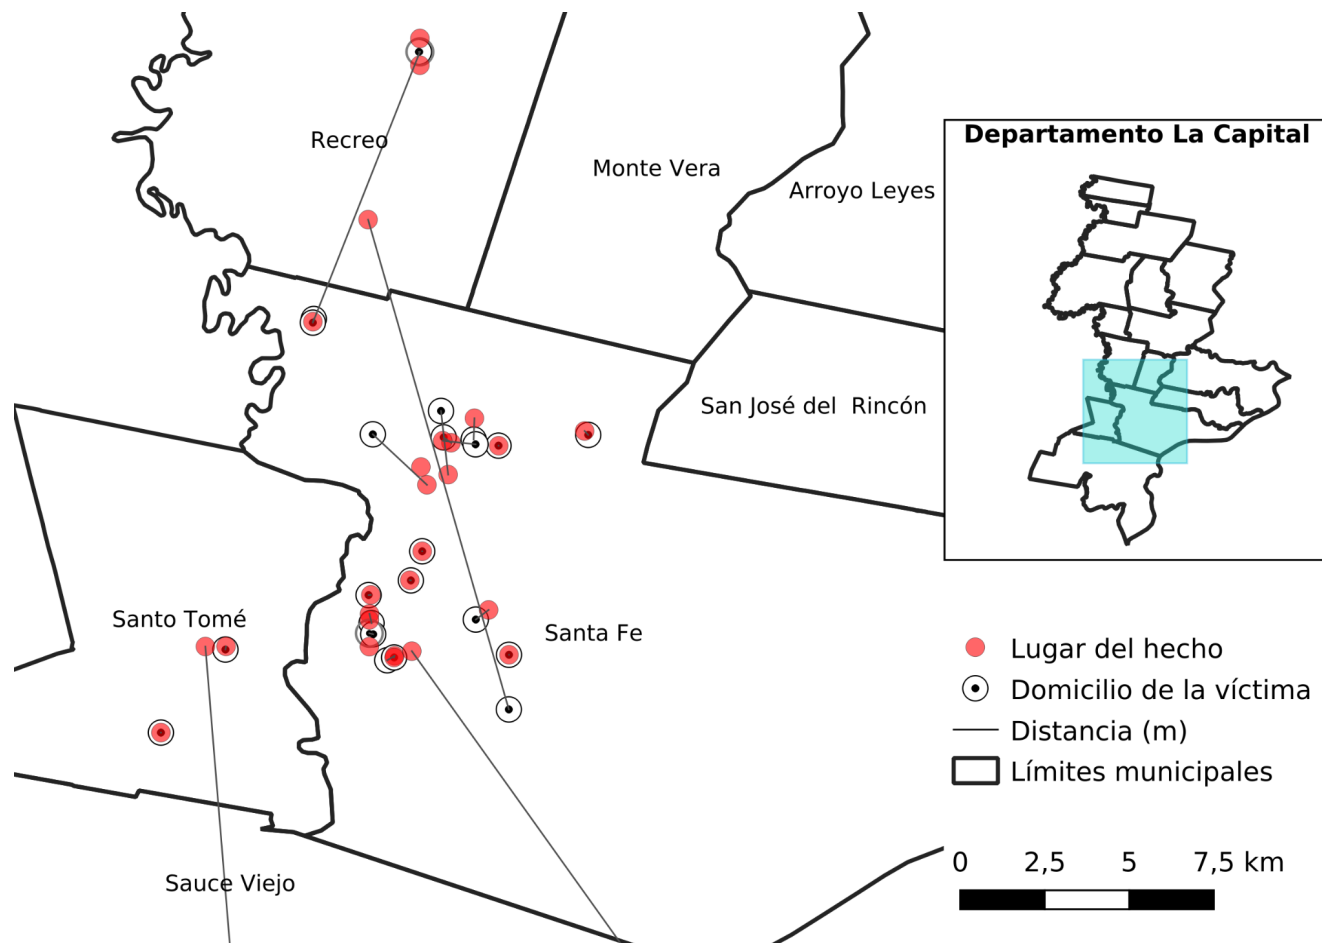 Departamento La Capital
Recreo
Monte Vera
Arroyo Leyes
San José del Rincón
Santo Tomé
Santa Fe
Sauce Viejo
Lugar del hecho
Domicilio de la víctima
Distancia (m)
Límites municipales
0 2,5 5 7,5 km